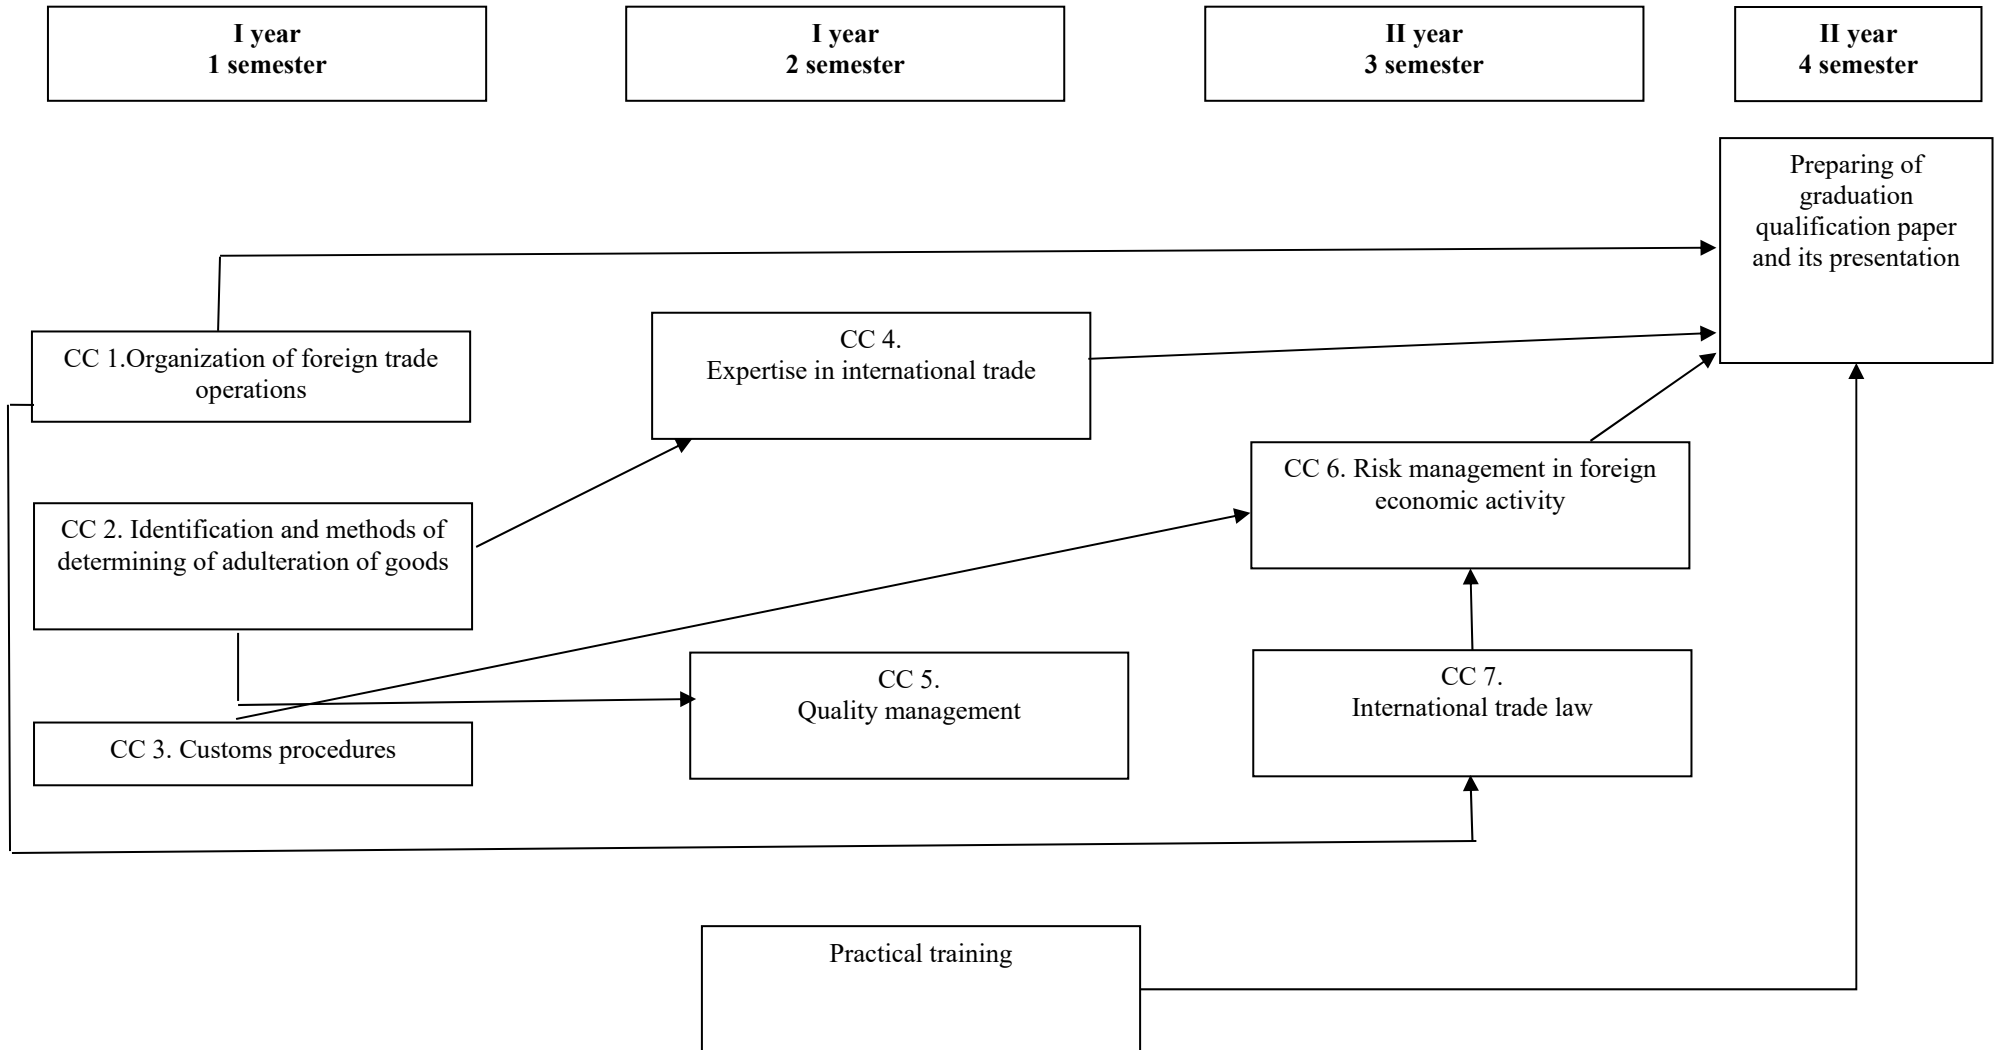 I year
1 semester
I year
2 semester
II year
3 semester
II year
4 semester
Preparing of
graduation
qualification paper
and its presentation
CC 1.Organization of foreign trade
operations
CC 4.
Expertise in international trade
CC 6. Risk management in foreign
economic activity
CC 2. Identification and methods of
determining of adulteration of goods
CC 5.
Quality management
CC 7.
International trade law
CC 3. Customs procedures
Practical training